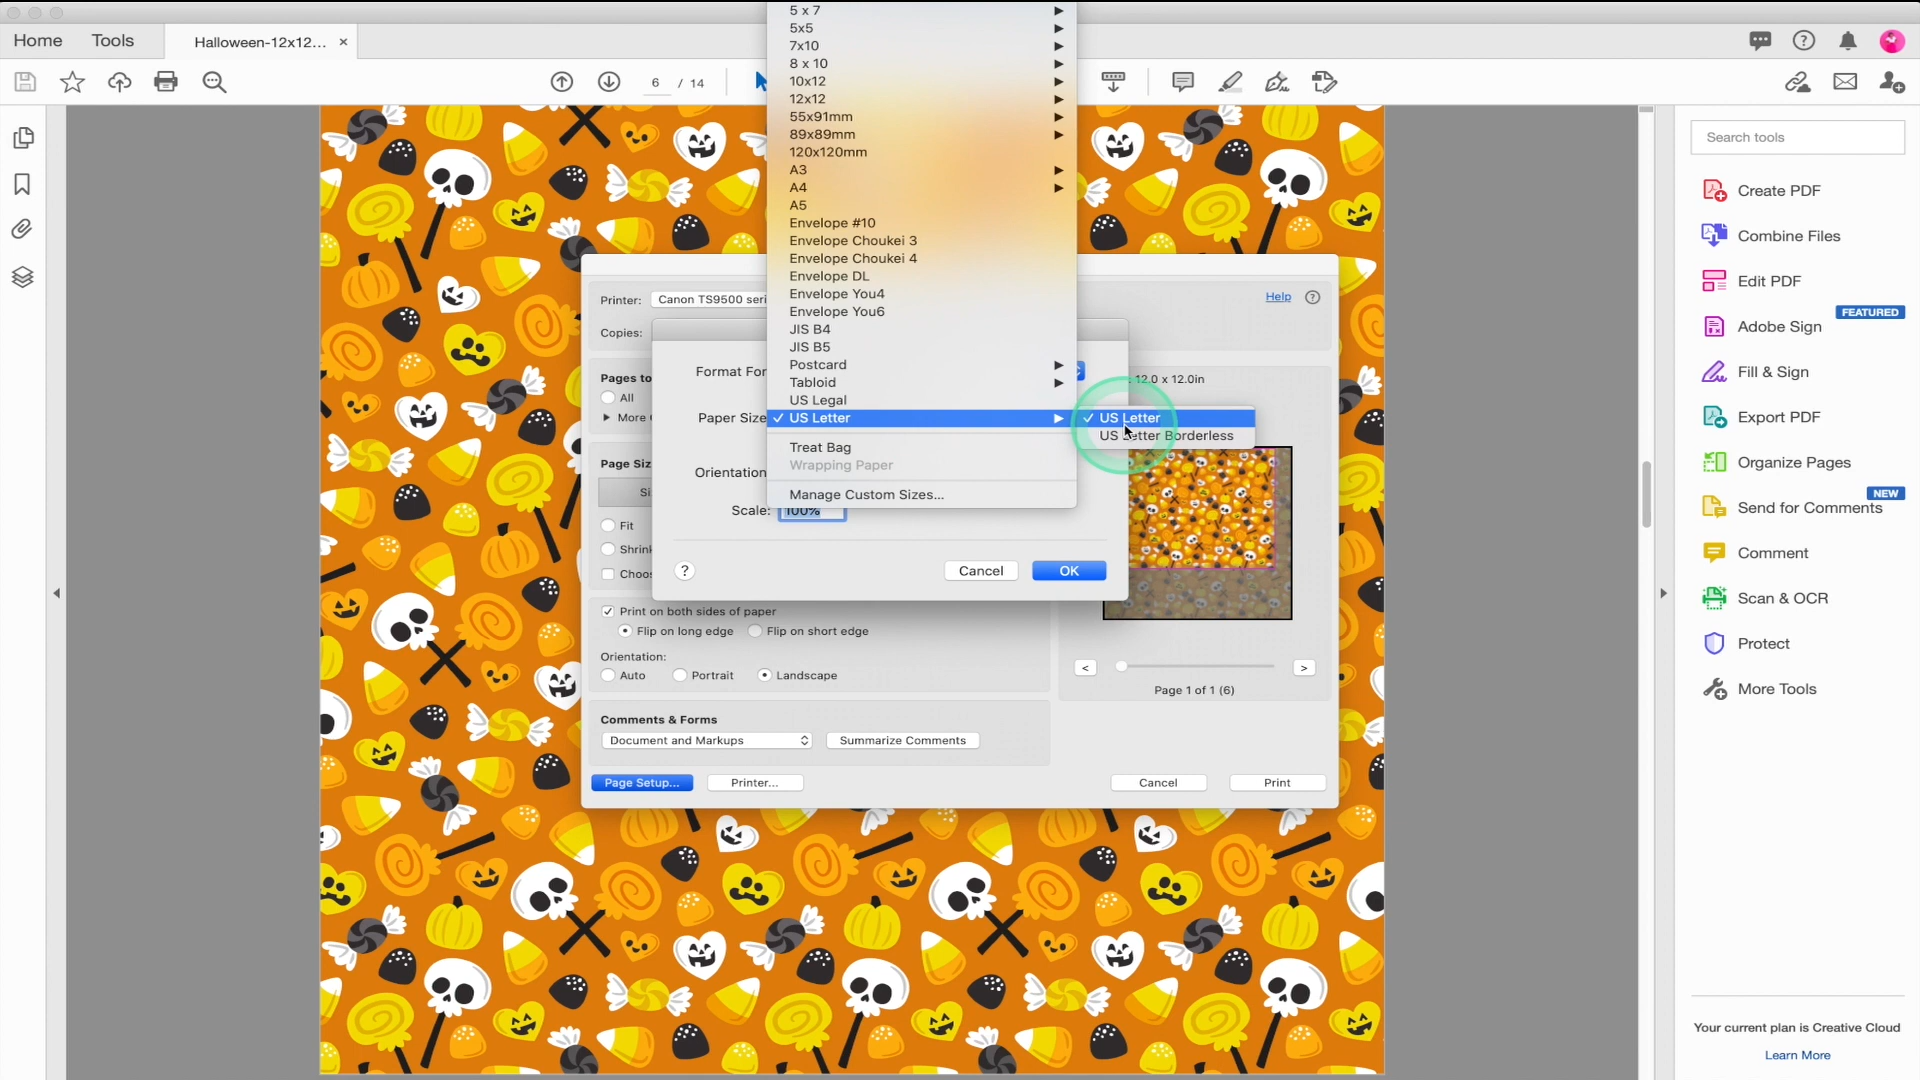 Home
Tools
Halloween-12x12...
6 / 14
Search tools
Create PDF
Combine Files
Edit PDF
FEATURED
Adobe Sign
Fill & Sign
Export PDF
Organize Pages
NEW
Send for Comments
Comment
Scan & OCR
Protect
More Tools
Your current plan is Creative Cloud
Learn More
5 x 7
5x5
7x10
8 x 10
10x12
12x12
55x91mm
89x89mm
120x120mm
A3
A4
A5
Envelope #10
Envelope Choukei 3
Envelope Choukei 4
Envelope DL
Envelope You4
Envelope You6
JIS B4
JIS B5
Postcard
Tabloid
US Legal
US Letter
Treat Bag
Wrapping Paper
Manage Custom Sizes...
US Letter
US Letter Borderless
Printer: Canon TS9500 seri
Help
Copies:
Pages to
All
More
Page Siz
Si
Fit
Shrink
Choos
Format For
Paper Size
Orientation
Scale: 100%
?
Cancel
OK
12.0 x 12.0in
Print on both sides of paper
Flip on long edge
Flip on short edge
Orientation:
Auto
Portrait
Landscape
<
>
Page 1 of 1 (6)
Comments & Forms
Document and Markups
Summarize Comments
Page Setup...
Printer...
Cancel
Print